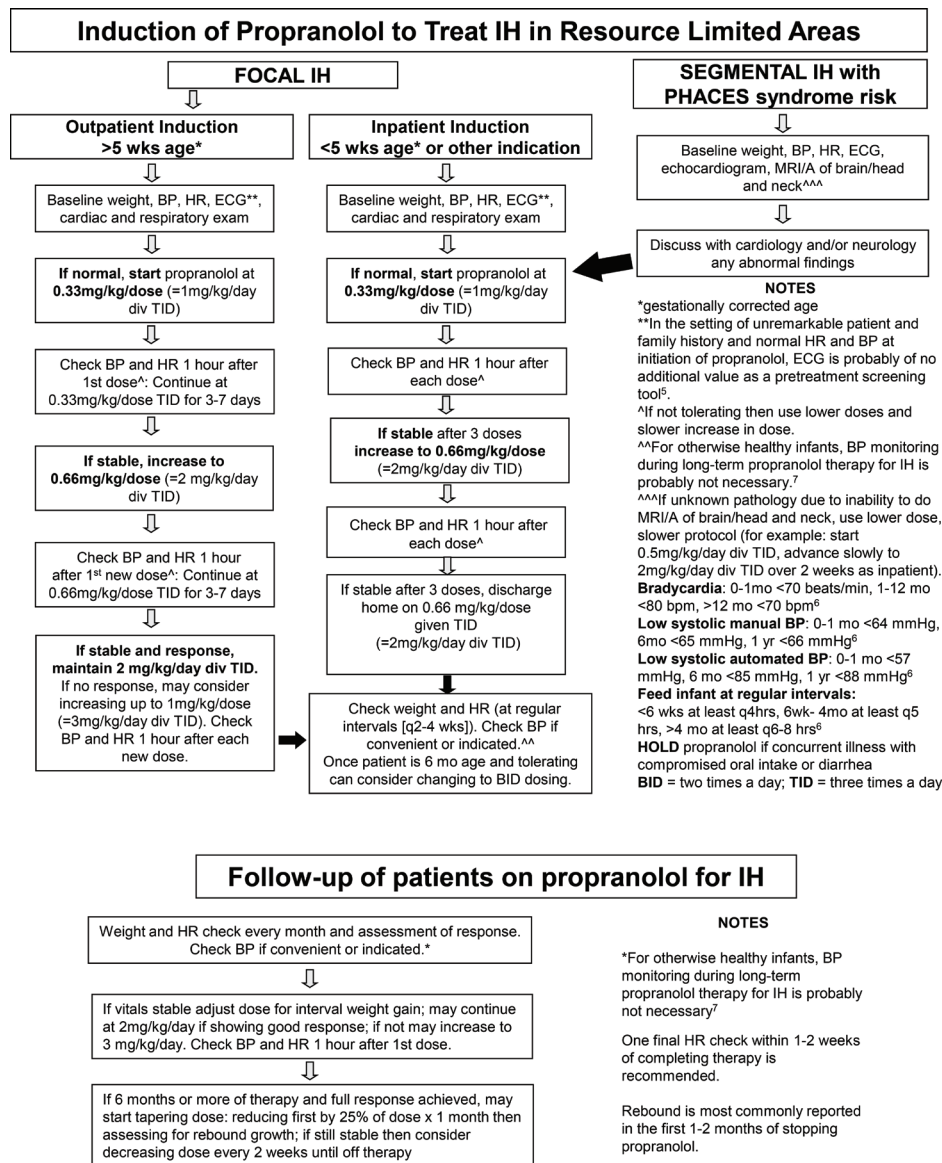 Induction of Propranolol to Treat IH in Resource Limited Areas
FOCAL IH
Outpatient Induction
>5 wks age*
Baseline weight, BP, HR, ECG**,
cardiac and respiratory exam
If normal, start propranolol at
0.33mg/kg/dose (=1mg/kg/day
div TID)
Check BP and HR 1 hour after
1st dose^: Continue at
0.33mg/kg/dose TID for 3-7 days
If stable, increase to
0.66mg/kg/dose (=2 mg/kg/day
div TID)
Check BP and HR 1 hour
after 1st new dose^: Continue at
0.66mg/kg/dose TID for 3-7 days
If stable and response,
maintain 2 mg/kg/day div TID.
If no response, may consider
increasing up to 1mg/kg/dose
(=3mg/kg/day div TID). Check
BP and HR 1 hour after each
new dose.
Inpatient Induction
<5 wks age* or other indication
Baseline weight, BP, HR, ECG**,
cardiac and respiratory exam
If normal, start propranolol at
0.33mg/kg/dose (=1mg/kg/day
div TID)
Check BP and HR 1 hour after
each dose^
If stable after 3 doses
increase to 0.66mg/kg/dose
(=2mg/kg/day div TID)
Check BP and HR 1 hour after
each dose^
If stable after 3 doses, discharge
home on 0.66 mg/kg/dose
given TID
(=2mg/kg/day div TID)
Check weight and HR (at regular
intervals [q2-4 wks]). Check BP if
convenient or indicated.^^
Once patient is 6 mo age and tolerating
can consider changing to BID dosing.
SEGMENTAL IH with
PHACES syndrome risk
Baseline weight, BP, HR, ECG,
echocardiogram, MRI/A of brain/head
and neck^^^
Discuss with cardiology and/or neurology
any abnormal findings
NOTES
*gestationally corrected age
**In the setting of unremarkable patient and
family history and normal HR and BP at
initiation of propranolol, ECG is probably of no
additional value as a pretreatment screening
tool5.
^If not tolerating then use lower doses and
slower increase in dose.
^^For otherwise healthy infants, BP monitoring
during long-term propranolol therapy for IH is
probably not necessary.7
^^^If unknown pathology due to inability to do
MRI/A of brain/head and neck, use lower dose,
slower protocol (for example: start
0.5mg/kg/day div TID, advance slowly to
2mg/kg/day div TID over 2 weeks as inpatient).
Bradycardia: 0-1mo <70 beats/min, 1-12 mo
<80 bpm, >12 mo <70 bpm6
Low systolic manual BP: 0-1 mo <64 mmHg,
6mo <65 mmHg, 1 yr <66 mmHg6
Low systolic automated BP: 0-1 mo <57
mmHg, 6 mo <85 mmHg, 1 yr <88 mmHg6
Feed infant at regular intervals:
<6 wks at least q4hrs, 6wk- 4mo at least q5
hrs, >4 mo at least q6-8 hrs6
HOLD propranolol if concurrent illness with
compromised oral intake or diarrhea
BID = two times a day; TID = three times a day
Follow-up of patients on propranolol for IH
Weight and HR check every month and assessment of response.
Check BP if convenient or indicated.*
If vitals stable adjust dose for interval weight gain; may continue
at 2mg/kg/day if showing good response; if not may increase to
3 mg/kg/day. Check BP and HR 1 hour after 1st dose.
If 6 months or more of therapy and full response achieved, may
start tapering dose: reducing first by 25% of dose x 1 month then
assessing for rebound growth; if still stable then consider
decreasing dose every 2 weeks until off therapy
NOTES
*For otherwise healthy infants, BP
monitoring during long-term
propranolol therapy for IH is probably
not necessary7
One final HR check within 1-2 weeks
of completing therapy is
recommended.
Rebound is most commonly reported
in the first 1-2 months of stopping
propranolol.